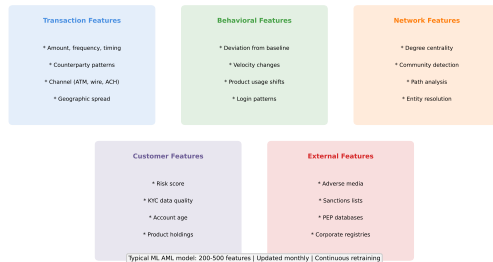 Transaction Features
* Amount, frequency, timing
* Counterparty patterns
* Channel (ATM, wire, ACH)
* Geographic spread
Behavioral Features
* Deviation from baseline
* Velocity changes
* Product usage shifts
* Login patterns
Network Features
* Degree centrality
* Community detection
* Path analysis
* Entity resolution
Customer Features
* Risk score
* KYC data quality
* Account age
* Product holdings
External Features
* Adverse media
* Sanctions lists
* PEP databases
* Corporate registries
Typical ML AML model: 200-500 features | Updated monthly | Continuous retraining